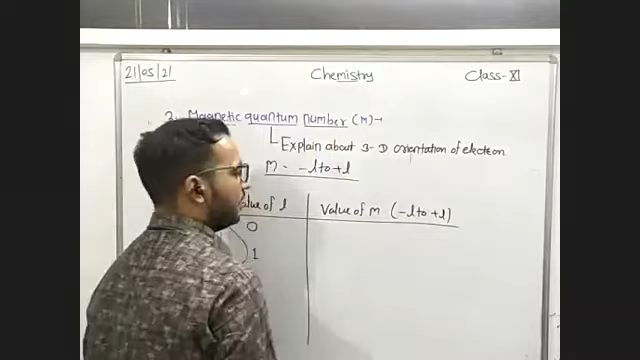 21/05/21 Chemistry Class-XI
3. Magnetic quantum number (M)→
Explain about 3-D orientation of electron
M = -l to +l
Value of l Value of m (-l to +l)
0
1